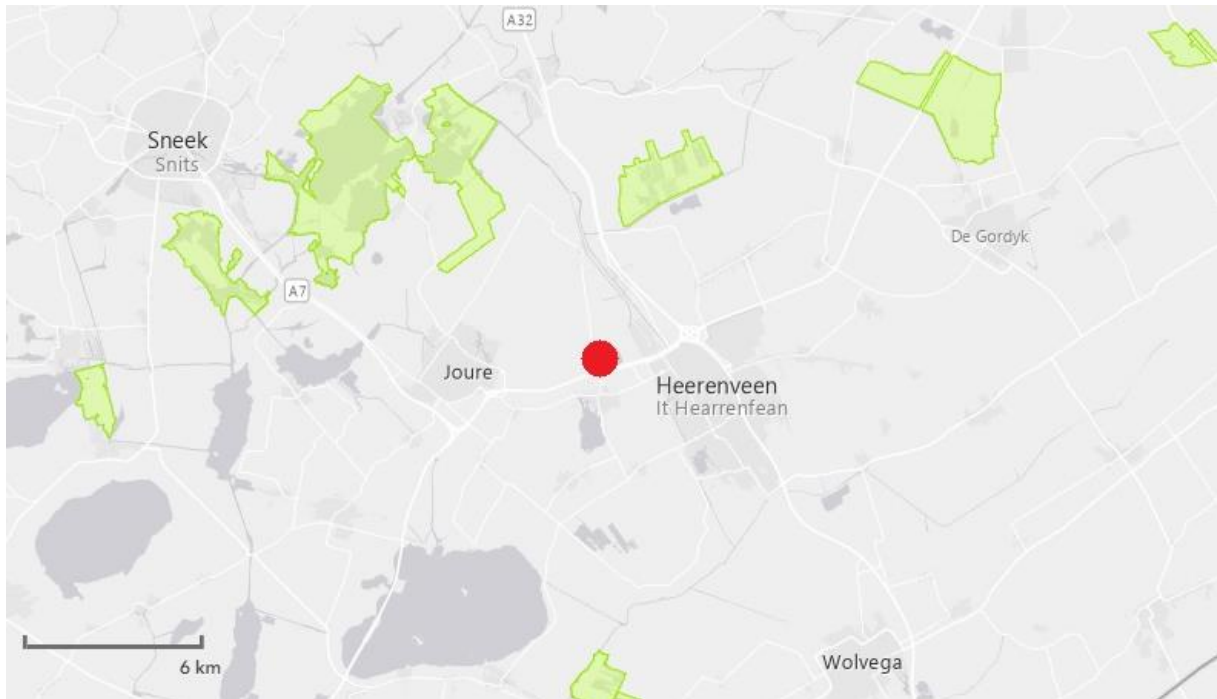 A32
Sneek
Snits
De Gordyk
A7
Joure
Heerenveen
It Hearrenfean
6 km
Wolvega